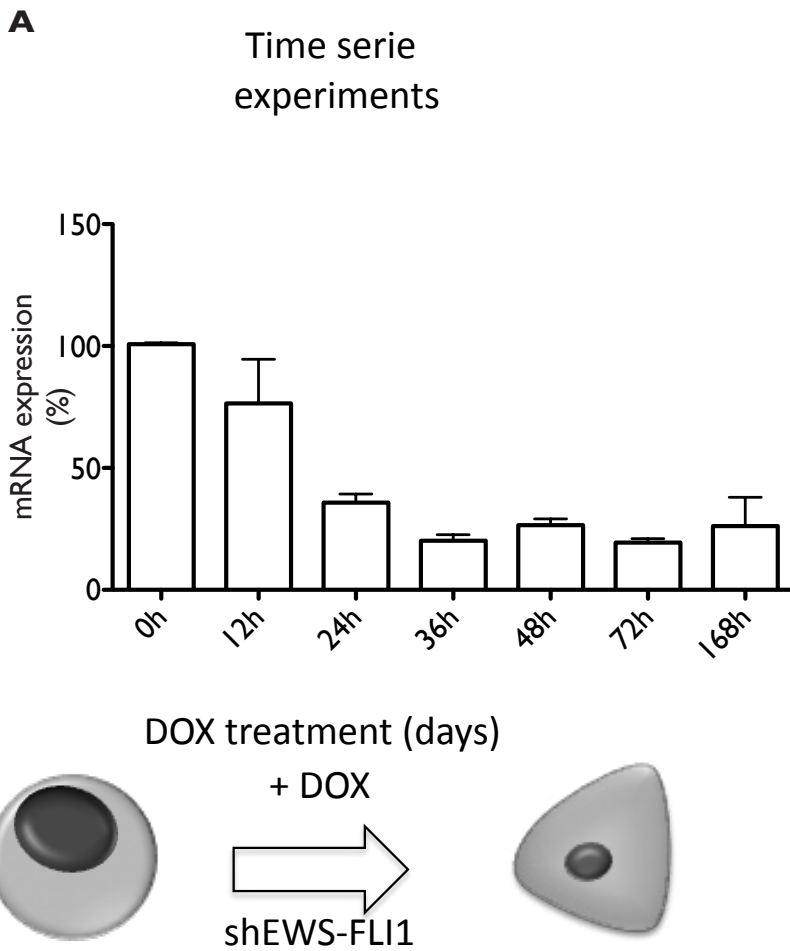 A
Time serie
experiments
mRNA expression
(%)
150
100
50
0
0h
12h
24h
36h
48h
72h
168h
DOX treatment (days)
+ DOX
shEWS-FLI1